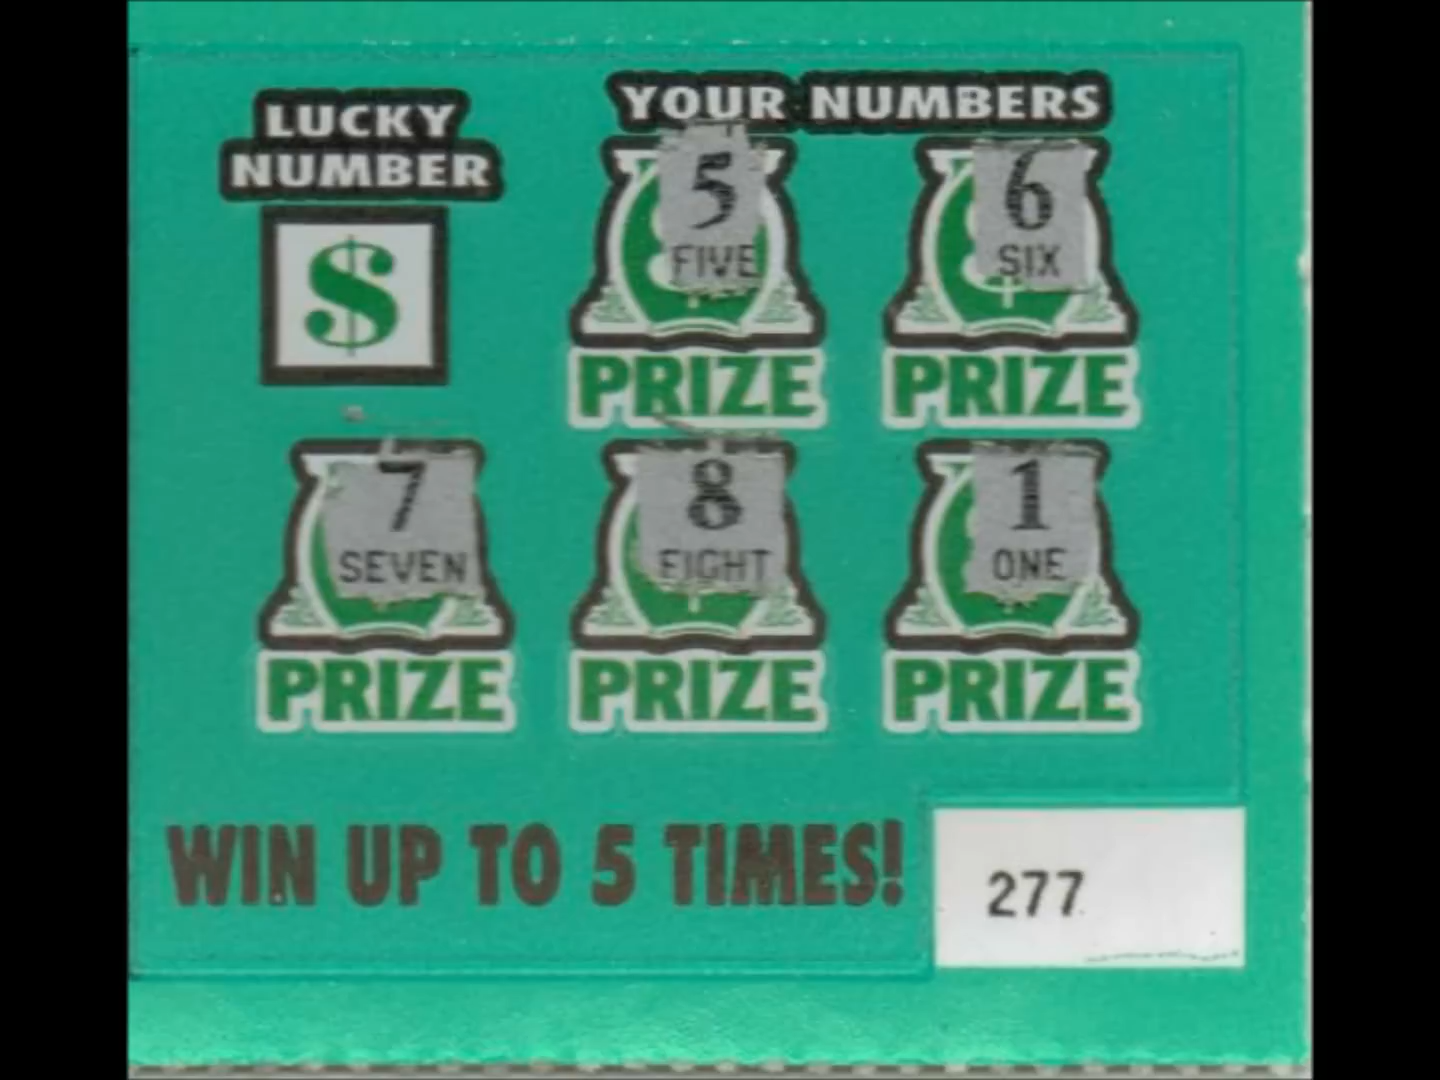 LUCKY
NUMBER
$
YOUR NUMBERS
5
FIVE
PRIZE
6
SIX
PRIZE
7
SEVEN
PRIZE
8
EIGHT
PRIZE
1
ONE
PRIZE
WIN UP TO 5 TIMES!
277